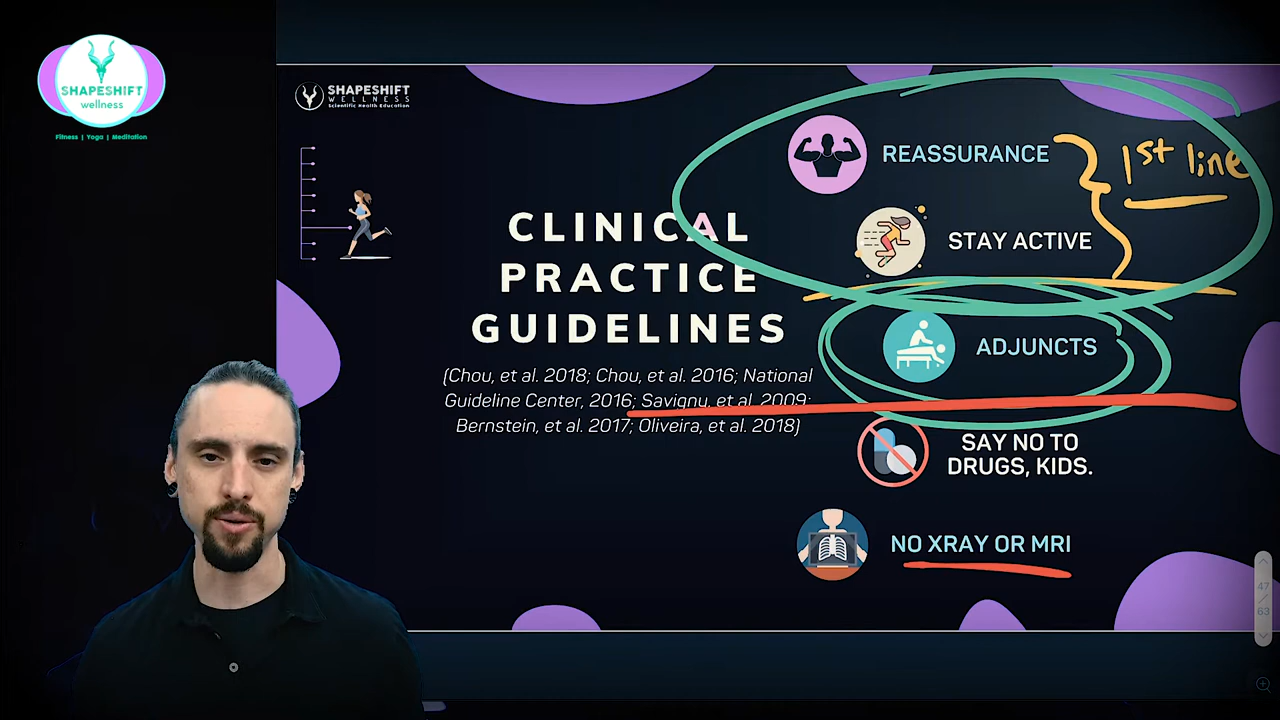 SHAPESHIFT
wellness
Fitness | Yoga | Meditation
SHAPESHIFT
WELLNESS
Scientific Health Education
CLINICAL
PRACTICE
GUIDELINES
(Chou, et al. 2018; Chou, et al. 2016; National
Guideline Center, 2016; Savigny, et al. 2009;
Bernstein, et al. 2017; Oliveira, et al. 2018)
REASSURANCE
1st line
STAY ACTIVE
ADJUNCTS
SAY NO TO
DRUGS, KIDS.
NO XRAY OR MRI
47
/
63